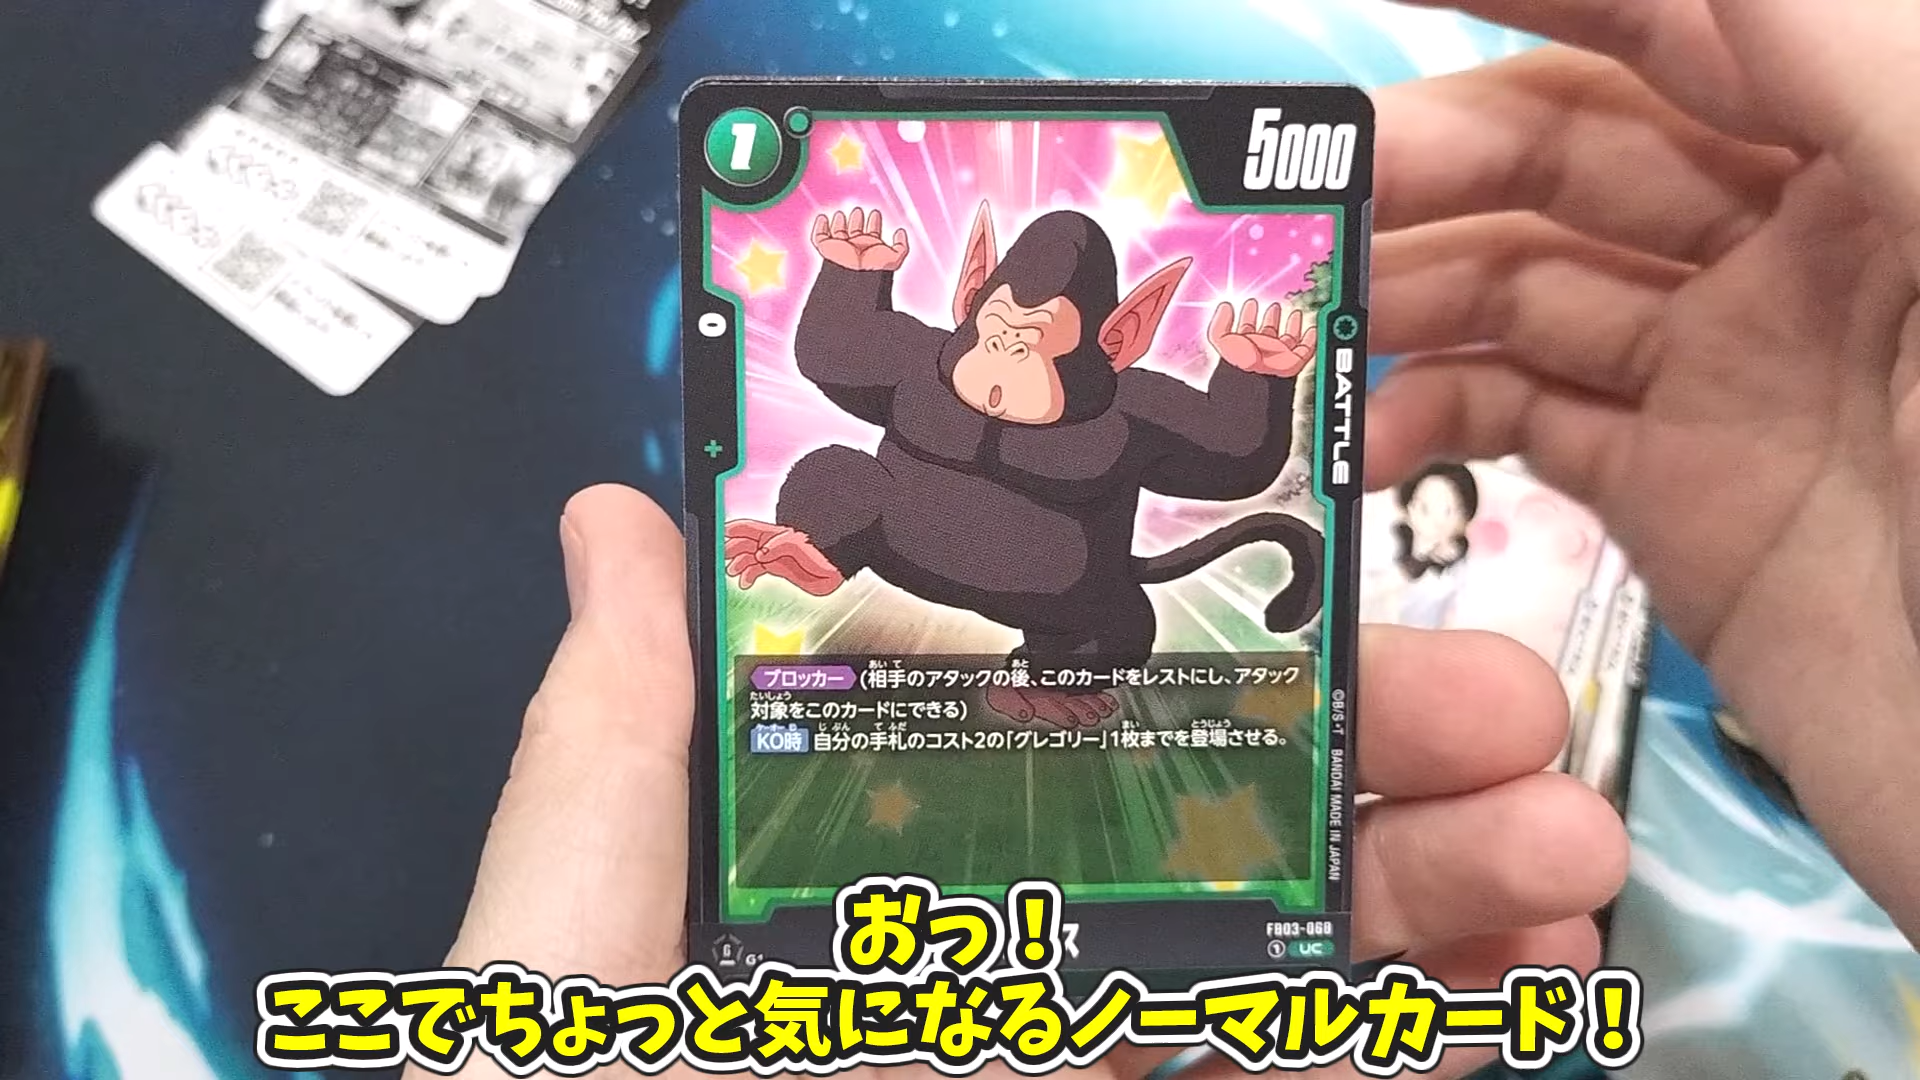 1
5000
0
+
BATTLE
ブロッカー (相手のアタックの後、このカードをレストにし、アタック
対象をこのカードにできる)
KO時 自分の手札のコスト2の「グレゴリー」1枚までを登場させる。
©B/S・T BANDAI MADE IN JAPAN
FB03-060
1 UC
6
ス
おっ！
ここでちょっと気になるノーマルカード！